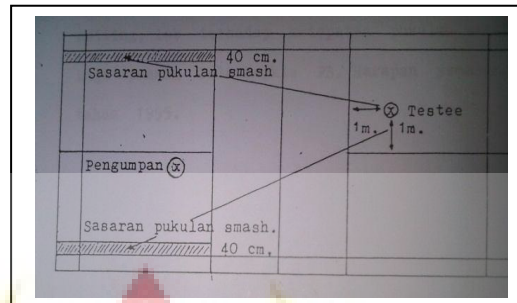 40 cm.
Sasaran pukulan smash
Testee
1m. 1m.
Pengumpan
Sasaran pukulan smash.
40 cm.